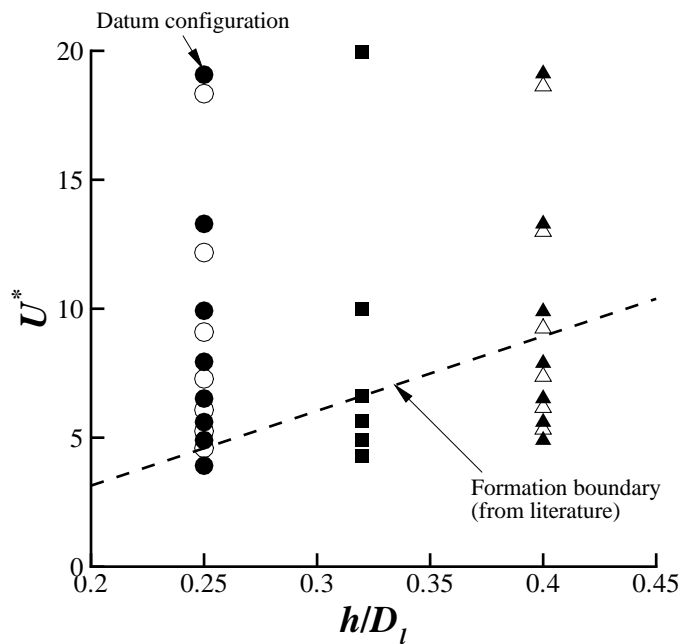 Datum configuration
20
15
10
5
0
U*
Formation boundary
(from literature)
0.2 0.25 0.3 0.35 0.4 0.45
h/D_l